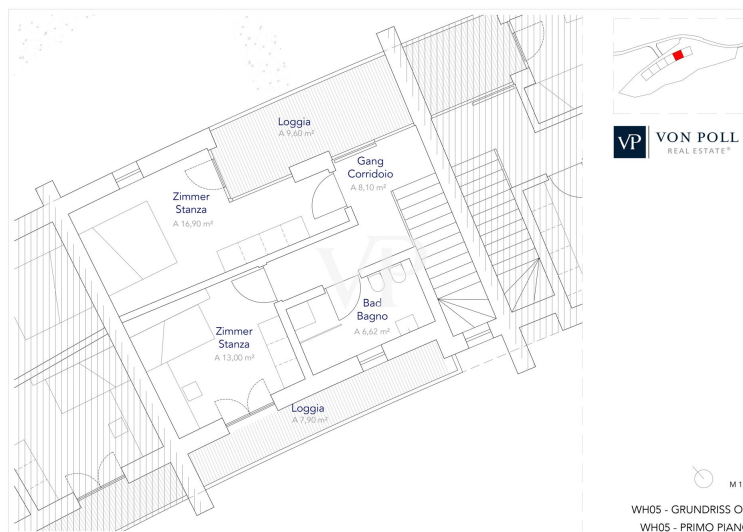 Loggia
A 9,60 m²
Gang
Corridoio
A 8,10 m²
Zimmer
Stanza
A 16,90 m²
Bad
Bagno
A 6,62 m²
Zimmer
Stanza
A 13,00 m²
Loggia
A 7,90 m²
VP
VP
VON POLL
REAL ESTATE®
M 1
WH05 - GRUNDRISS O
WH05 - PRIMO PIAN